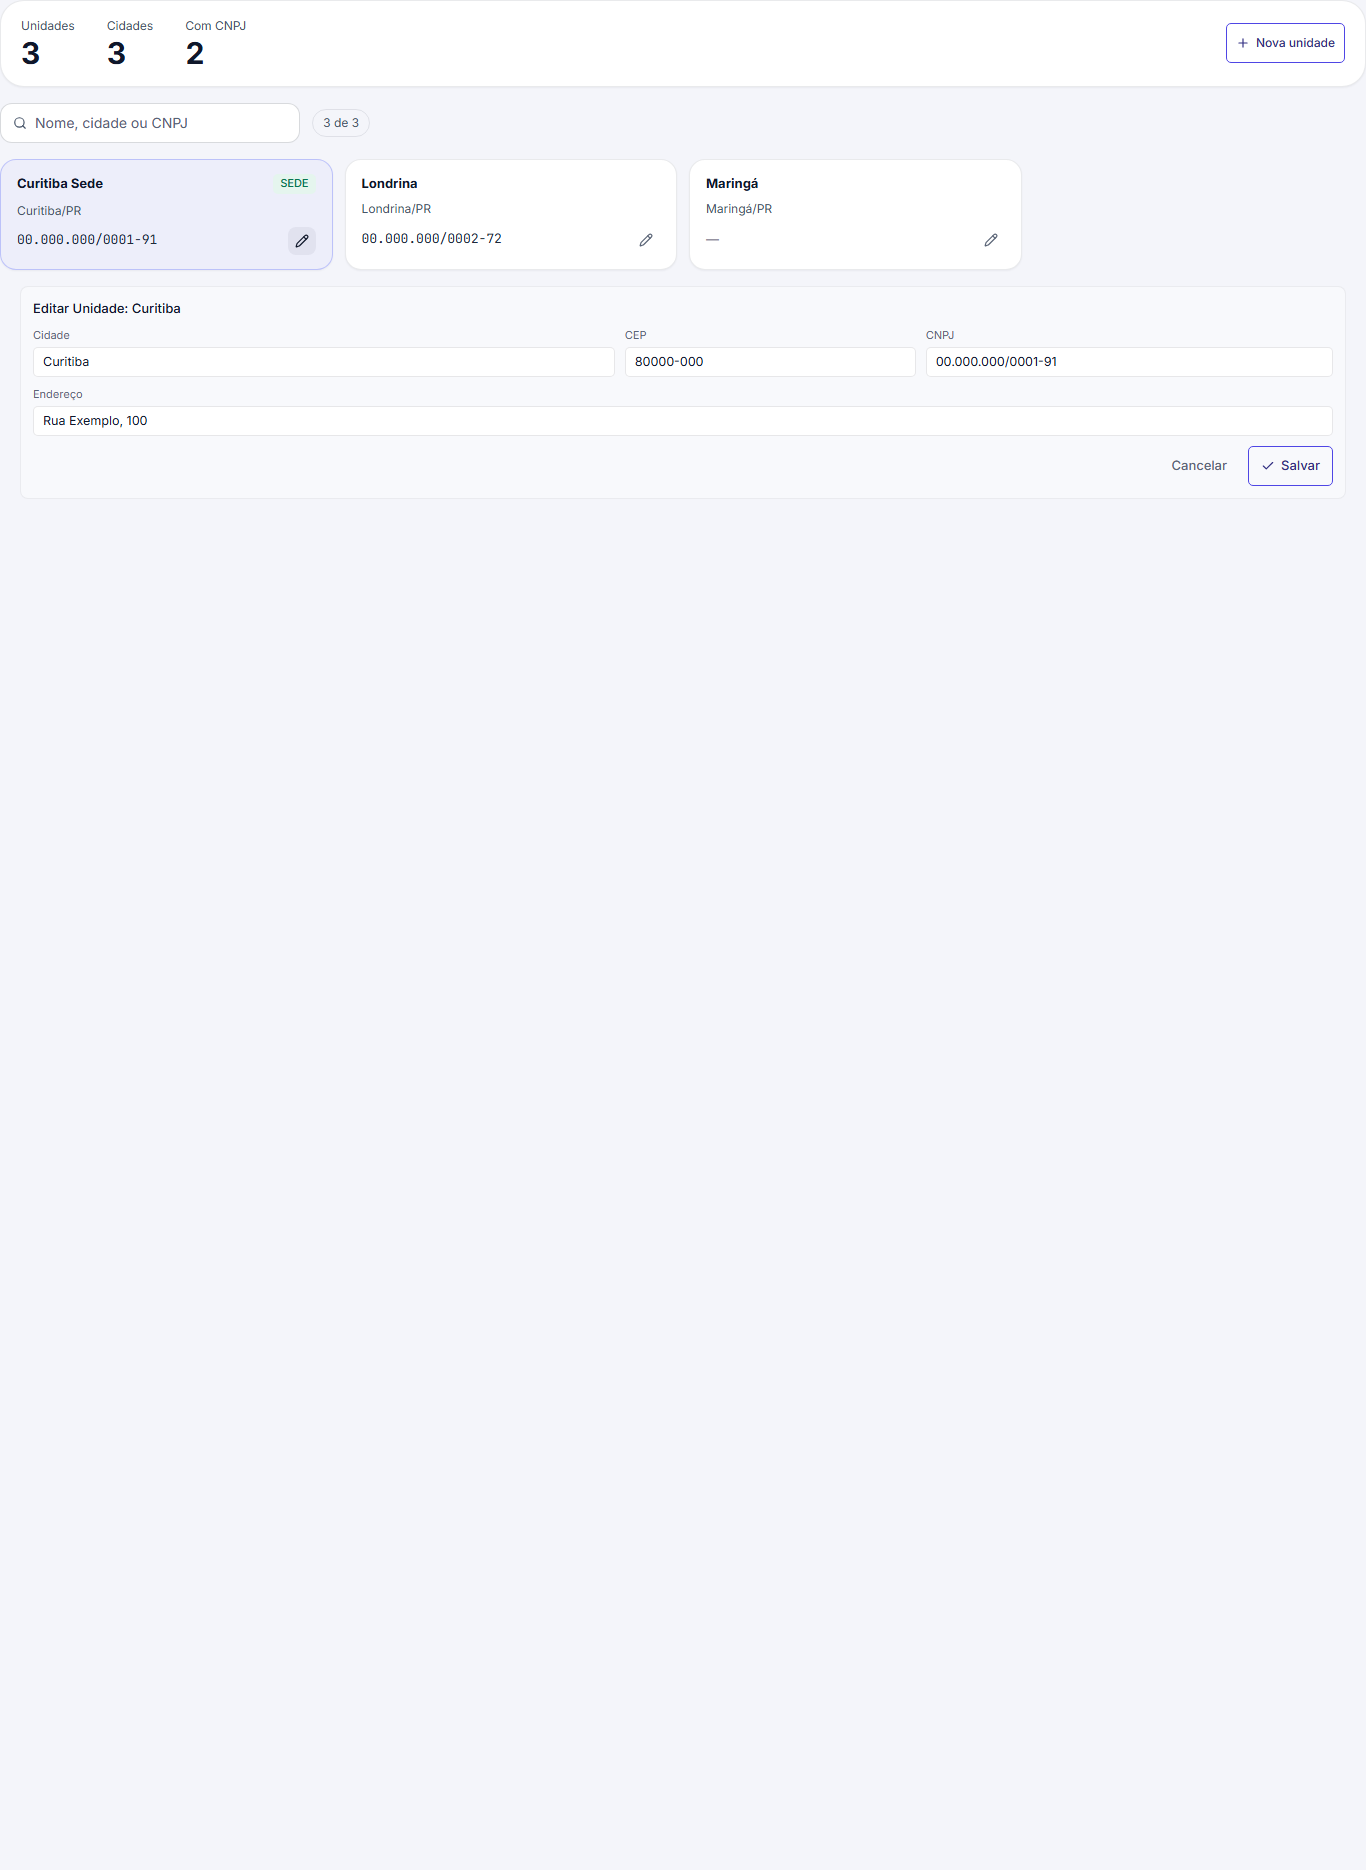 Unidades Cidades Com CNPJ
3 3 2
+ Nova unidade
Nome, cidade ou CNPJ
3 de 3
Curitiba Sede SEDE
Curitiba/PR
00.000.000/0001-91
Londrina
Londrina/PR
00.000.000/0002-72
Maringá
Maringá/PR
—
Editar Unidade: Curitiba
Cidade CEP CNPJ
Curitiba 80000-000 00.000.000/0001-91
Endereço
Rua Exemplo, 100
Cancelar Salvar